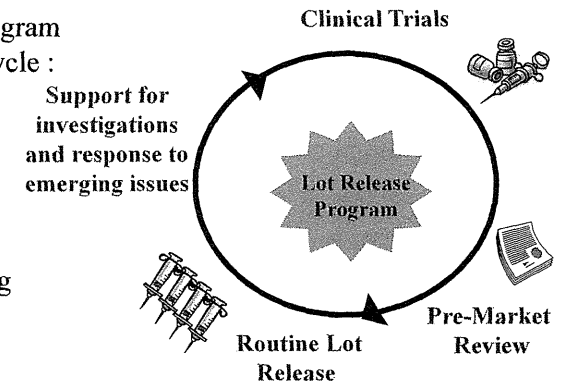 gram
ycle :
Clinical Trials
Support for
investigations
and response to
emerging issues
Lot Release
Program
g
Pre-Market
Review
Routine Lot
Release